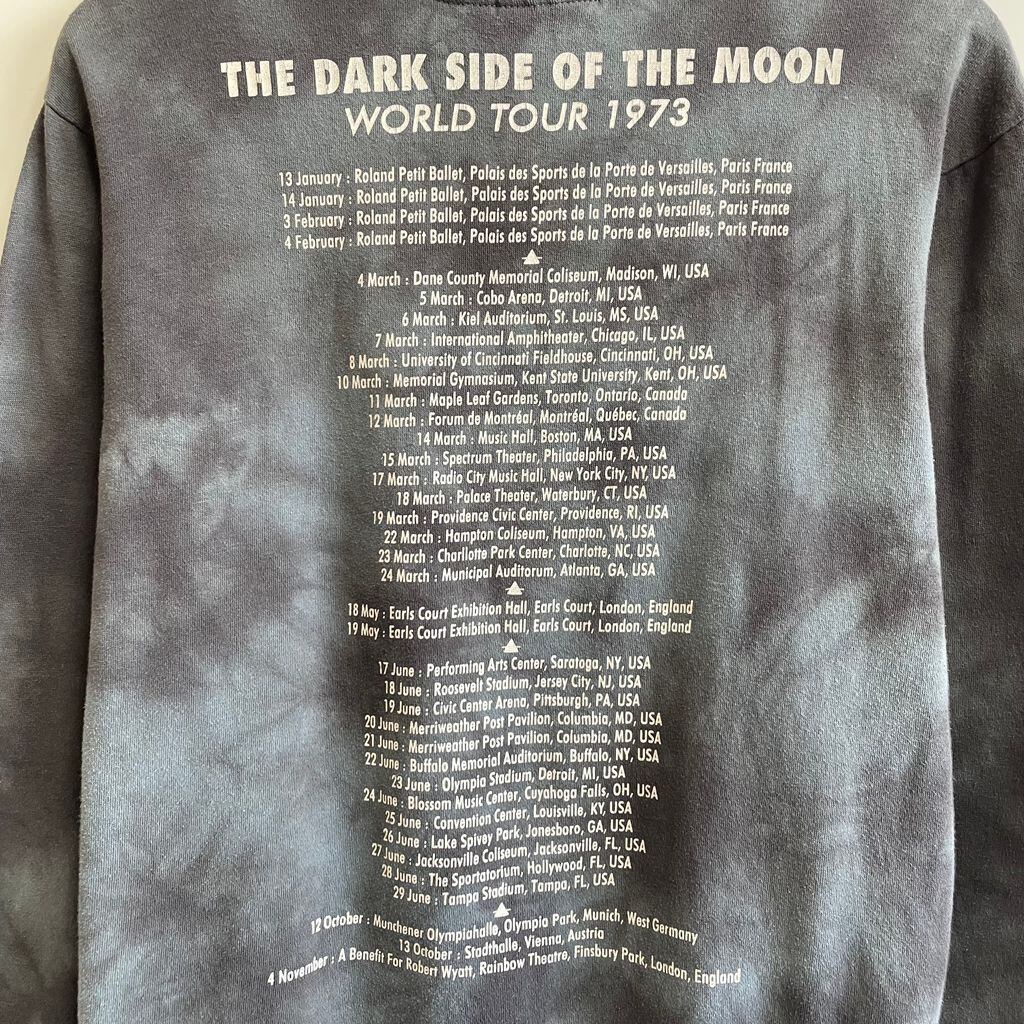 THE DARK SIDE OF THE MOON
WORLD TOUR 1973
13 January : Roland Petit Ballet, Palais des Sports de la Porte de Versailles, Paris France
14 January : Roland Petit Ballet, Palais des Sports de la Porte de Versailles, Paris France
3 February : Roland Petit Ballet, Palais des Sports de la Porte de Versailles, Paris France
4 February : Roland Petit Ballet, Palais des Sports de la Porte de Versailles, Paris France
4 March : Dane County Memorial Coliseum, Madison, WI, USA
5 March : Cobo Arena, Detroit, MI, USA
6 March : Kiel Auditorium, St. Louis, MS, USA
7 March : International Amphitheater, Chicago, IL, USA
8 March : University of Cincinnati Fieldhouse, Cincinnati, OH, USA
10 March : Memorial Gymnasium, Kent State University, Kent, OH, USA
11 March : Maple Leaf Gardens, Toronto, Ontario, Canada
12 March : Forum de Montréal, Montréal, Québec, Canada
14 March : Music Hall, Boston, MA, USA
15 March : Spectrum Theater, Philadelphia, PA, USA
17 March : Radio City Music Hall, New York City, NY, USA
18 March : Palace Theater, Waterbury, CT, USA
19 March : Providence Civic Center, Providence, RI, USA
22 March : Hampton Coliseum, Hampton, VA, USA
23 March : Charllotte Park Center, Charlotte, NC, USA
24 March : Municipal Auditorium, Atlanta, GA, USA
18 May : Earls Court Exhibition Hall, Earls Court, London, England
19 May : Earls Court Exhibition Hall, Earls Court, London, England
17 June : Performing Arts Center, Saratoga, NY, USA
18 June : Roosevelt Stadium, Jersey City, NJ, USA
19 June : Civic Center Arena, Pittsburgh, PA, USA
20 June : Merriweather Post Pavilion, Columbia, MD, USA
21 June : Merriweather Post Pavilion, Columbia, MD, USA
22 June : Buffalo Memorial Auditorium, Buffalo, NY, USA
23 June : Olympia Stadium, Detroit, MI, USA
24 June : Blossom Music Center, Cuyahoga Falls, OH, USA
25 June : Convention Center, Louisville, KY, USA
26 June : Lake Spivey Park, Jonesboro, GA, USA
27 June : Jacksonville Coliseum, Jacksonville, FL, USA
28 June : The Sportatorium, Hollywood, FL, USA
29 June : Tampa Stadium, Tampa, FL, USA
12 October : Munchener Olympiahalle, Olympia Park, Munich, West Germany
13 October : Stadthalle, Vienna, Austria
4 November : A Benefit For Robert Wyatt, Rainbow Theatre, Finsbury Park, London, England